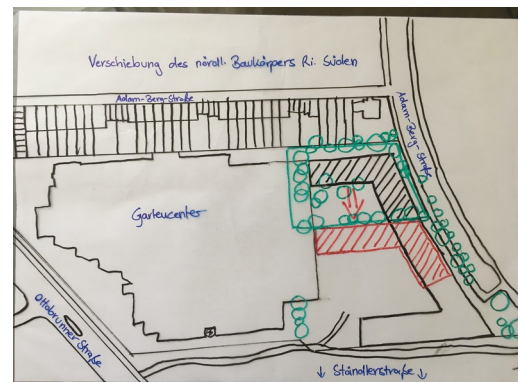 Verschiebung des nördl. Baukörpers Ri. Süden
Adam-Berg-Straße
Adam-Berg-Straße
Gartencenter
Ottobrunner Straße
↓ Ständlerstraße ↓